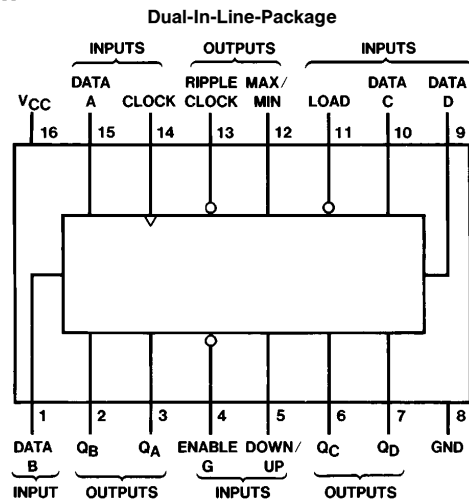 Dual-In-Line-Package
INPUTS OUTPUTS INPUTS
DATA RIPPLE MAX/ DATA DATA
VCC A CLOCK CLOCK MIN LOAD C D
16 15 14 13 12 11 10 9
1 2 3 4 5 6 7 8
DATA QB QA ENABLE DOWN/ QC QD GND
B G UP
INPUT OUTPUTS INPUTS OUTPUTS